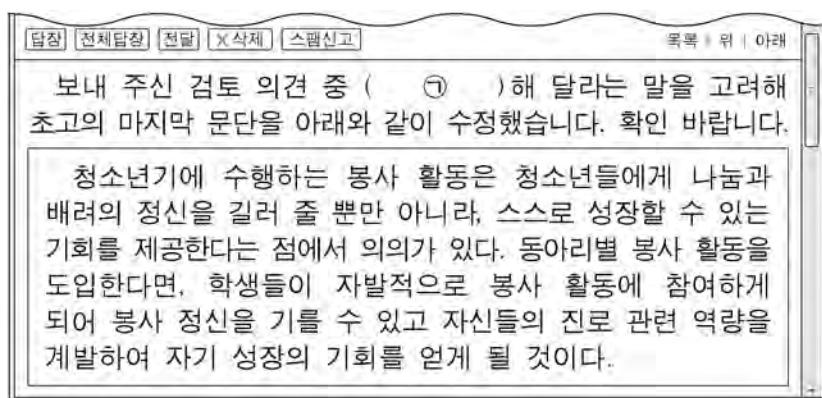 답장 전체답장 전달 X삭제 스팸신고 목록 위 아래
보내 주신 검토 의견 중 ( ㉠ )해 달라는 말을 고려해
초고의 마지막 문단을 아래와 같이 수정했습니다. 확인 바랍니다.
청소년기에 수행하는 봉사 활동은 청소년들에게 나눔과
배려의 정신을 길러 줄 뿐만 아니라, 스스로 성장할 수 있는
기회를 제공한다는 점에서 의의가 있다. 동아리별 봉사 활동을
도입한다면, 학생들이 자발적으로 봉사 활동에 참여하게
되어 봉사 정신을 기를 수 있고 자신들의 진로 관련 역량을
계발하여 자기 성장의 기회를 얻게 될 것이다.